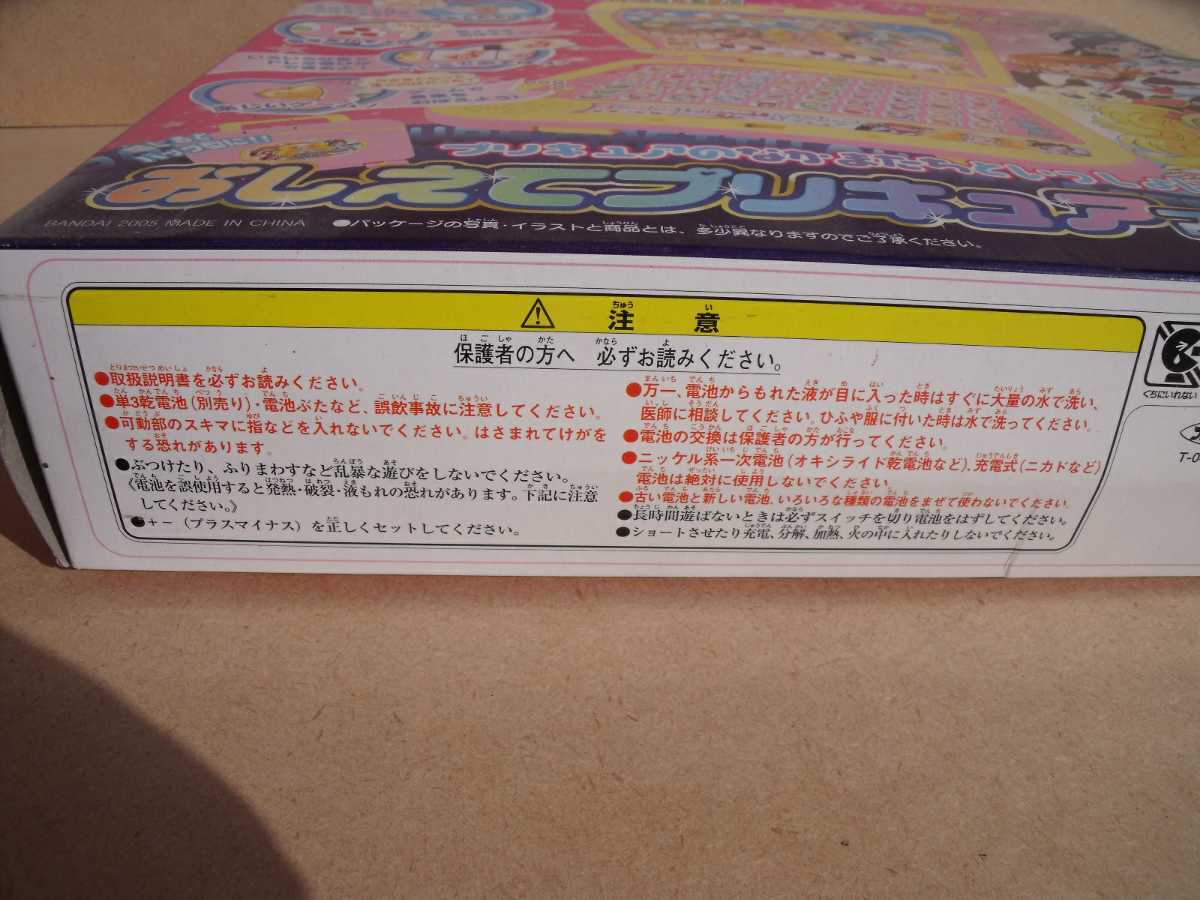 プリキュアのなかまたちといっしょ
おしえてプリキュア
BANDAI 2005 MADE IN CHINA
●パッケージの写真・イラストと商品とは、多少異なりますのでご了承ください。
⚠ 注意
保護者の方へ 必ずお読みください。
●取扱説明書を必ずお読みください。
●単3乾電池(別売り)・電池ぶたなど、誤飲事故に注意してください。
●可動部のスキマに指などを入れないでください。はさまれてけがを
する恐れがあります。
●ぶつけたり、ふりまわすなど乱暴な遊びをしないでください。
《電池を誤使用すると発熱・破裂・液もれの恐れがあります。下記に注意
してください。》
●+-(プラスマイナス)を正しくセットしてください。
●万一、電池からもれた液が目に入った時はすぐに大量の水で洗い、
医師に相談してください。ひふや服に付いた時は水で洗ってください。
●電池の交換は保護者の方が行ってください。
●ニッケル系一次電池(オキシライド乾電池など)、充電式(ニカドなど)
電池は絶対に使用しないでください。
●古い電池と新しい電池、いろいろな種類の電池をまぜて使わないでください。
●長時間遊ばないときは必ずスイッチを切り電池をはずしてください。
●ショートさせたり充電、分解、加熱、火の中に入れたりしないでください。
くちにいれない